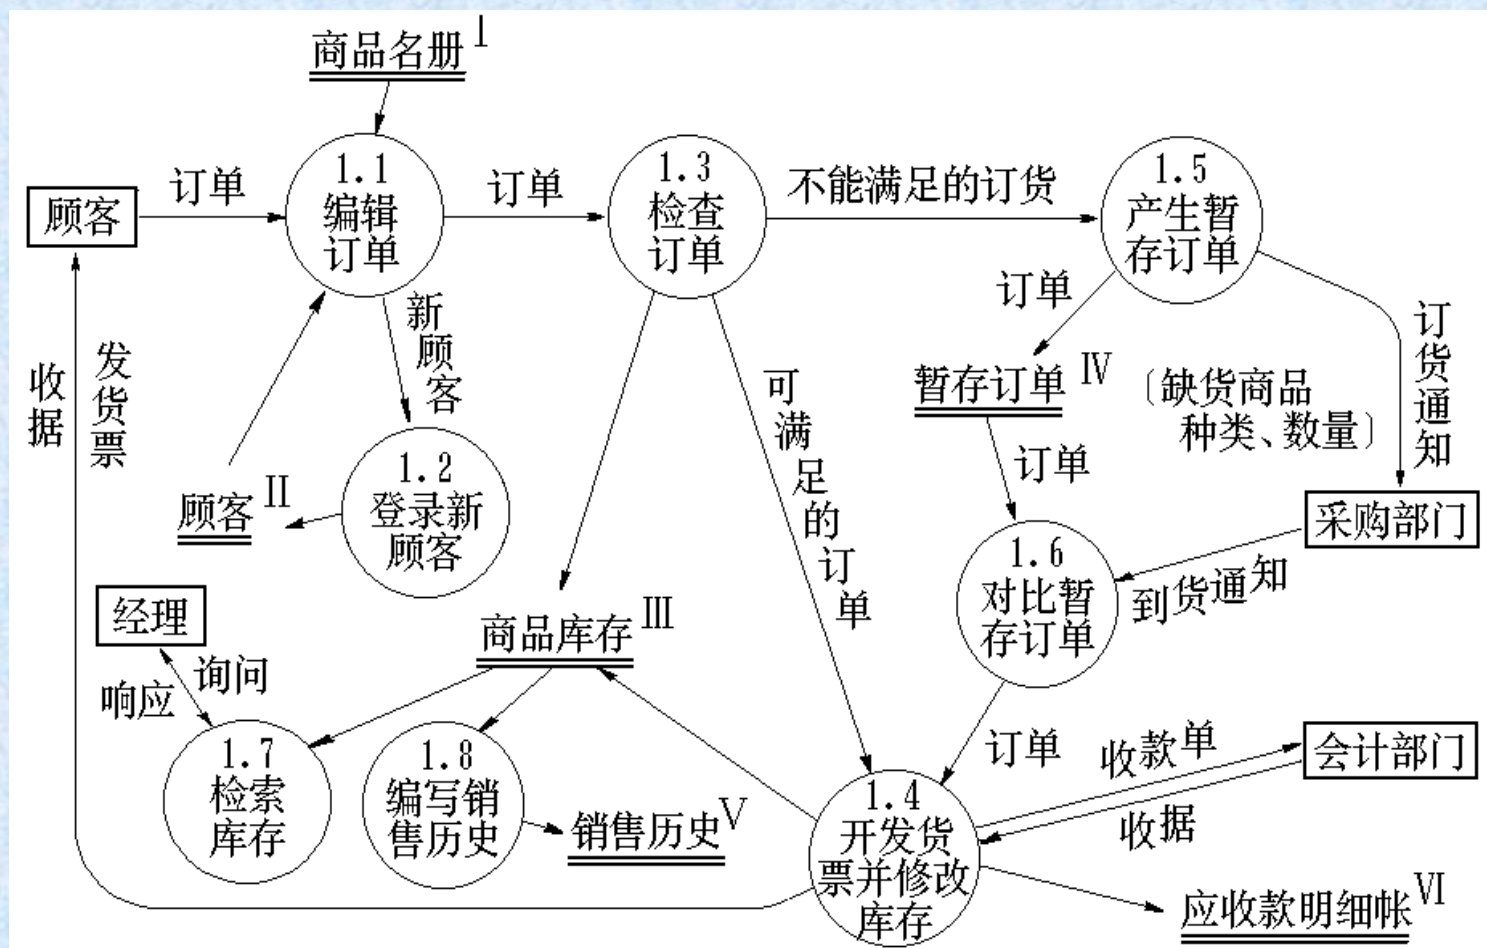 商品名册 I
顾客
订单
1.1
编辑
订单
订单
1.3
检查
订单
不能满足的订货
1.5
产生暂
存订单
新顾客
订单
订货通知
收据
发货票
可满足的订单
暂存订单 IV
〔缺货商品
种类、数量〕
订单
顾客 II
1.2
登录新
顾客
采购部门
1.6
对比暂
存订单
到货通知
经理
询问
响应
商品库存 III
1.7
检索
库存
1.8
编写销
售历史
销售历史 V
订单
收款单
会计部门
收据
1.4
开发货
票并修改
库存
应收款明细帐 VI